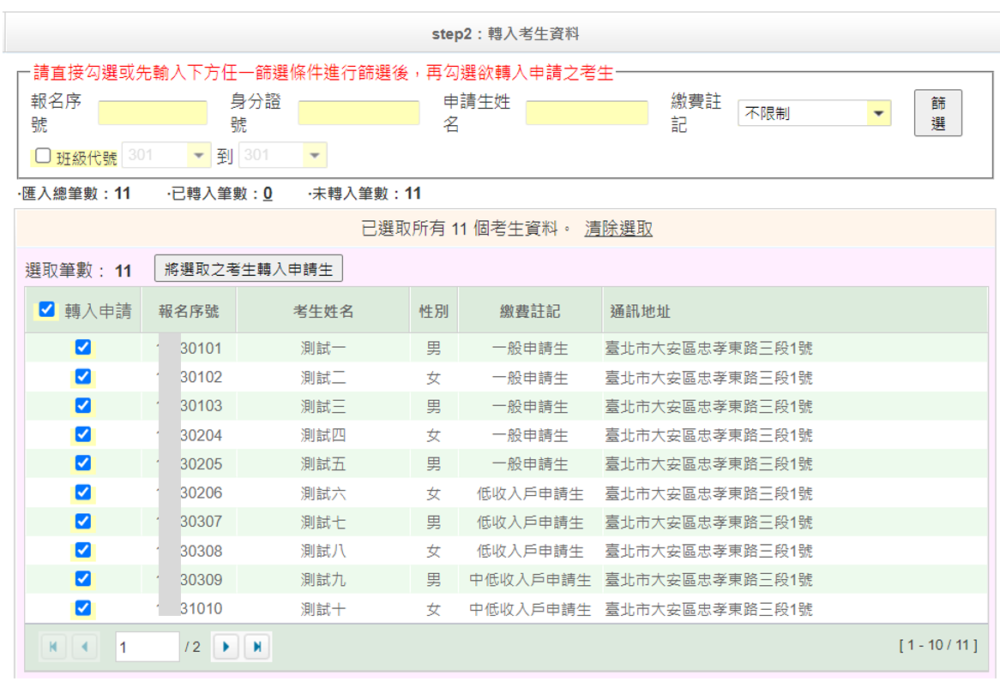 step2：轉入考生資料
請直接勾選或先輸入下方任一篩選條件進行篩選後，再勾選欲轉入申請之考生
報名序號 身分證號 申請生姓名 繳費註記 不限制 篩選
班級代號 301 到 301
·匯入總筆數：11 ·已轉入筆數：0 ·未轉入筆數：11
已選取所有 11 個考生資料。 清除選取
選取筆數： 11 將選取之考生轉入申請生
轉入申請 報名序號 考生姓名 性別 繳費註記 通訊地址
30101 測試一 男 一般申請生 臺北市大安區忠孝東路三段1號
30102 測試二 女 一般申請生 臺北市大安區忠孝東路三段1號
30103 測試三 男 一般申請生 臺北市大安區忠孝東路三段1號
30204 測試四 女 一般申請生 臺北市大安區忠孝東路三段1號
30205 測試五 男 一般申請生 臺北市大安區忠孝東路三段1號
30206 測試六 女 低收入戶申請生 臺北市大安區忠孝東路三段1號
30307 測試七 男 低收入戶申請生 臺北市大安區忠孝東路三段1號
30308 測試八 女 低收入戶申請生 臺北市大安區忠孝東路三段1號
30309 測試九 男 中低收入戶申請生 臺北市大安區忠孝東路三段1號
31010 測試十 女 中低收入戶申請生 臺北市大安區忠孝東路三段1號
1 / 2 [ 1 - 10 / 11 ]